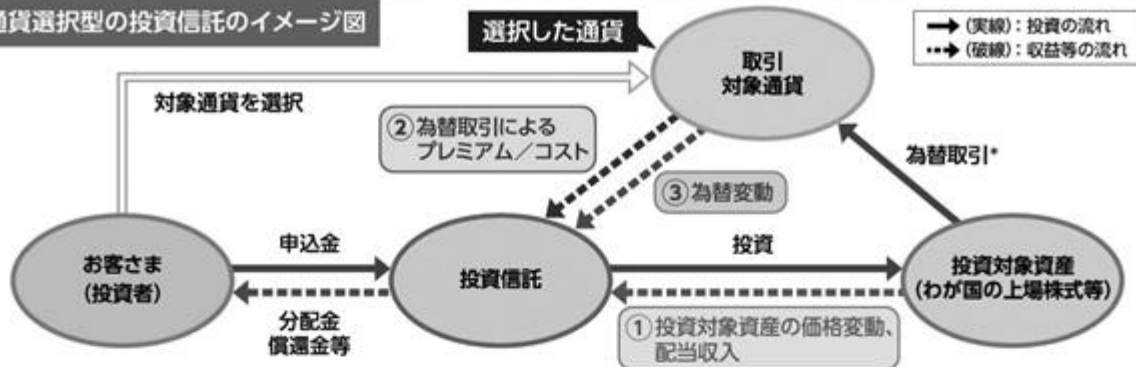 通貨選択型の投資信託のイメージ図
選択した通貨
➡(実線):投資の流れ
┅➡(破線):収益等の流れ
取引
対象通貨
対象通貨を選択
②為替取引による
プレミアム/コスト
為替取引*
③為替変動
お客さま
(投資者)
申込金
分配金
償還金等
投資信託
投資
①投資対象資産の価格変動、
配当収入
投資対象資産
(わが国の上場株式等)